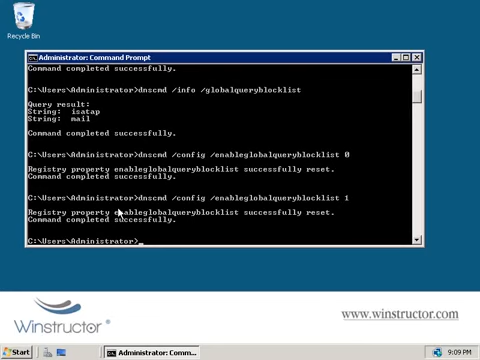 Recycle Bin
Administrator: Command Prompt
Command completed successfully.
C:\Users\Administrator>dnscmd /info /globalqueryblocklist
Query result:
String: isatap
String: mail
Command completed successfully.
C:\Users\Administrator>dnscmd /config /enableglobalqueryblocklist 0
Registry property enableglobalqueryblocklist successfully reset.
Command completed successfully.
C:\Users\Administrator>dnscmd /config /enableglobalqueryblocklist 1
Registry property enableglobalqueryblocklist successfully reset.
Command completed successfully.
C:\Users\Administrator>_
Winstructor®
www.winstructor.com
Start
Administrator: Comm...
9:09 PM